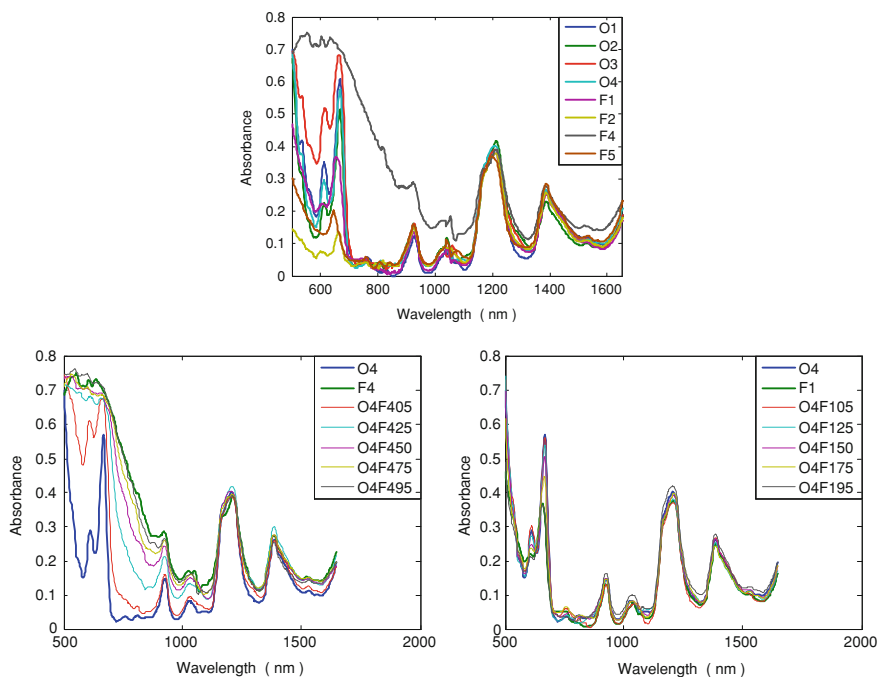 0.8
0.7
0.6
0.5
0.4
0.3
0.2
0.1
0
Absorbance
600 800 1000 1200 1400 1600
Wavelength ( nm )
O1
O2
O3
O4
F1
F2
F4
F5
0.8
0.7
0.6
0.5
0.4
0.3
0.2
0.1
0
Absorbance
500 1000 1500 2000
Wavelength ( nm )
O4
F4
O4F405
O4F425
O4F450
O4F475
O4F495
0.8
0.7
0.6
0.5
0.4
0.3
0.2
0.1
0
Absorbance
500 1000 1500 2000
Wavelength ( nm )
O4
F1
O4F105
O4F125
O4F150
O4F175
O4F195